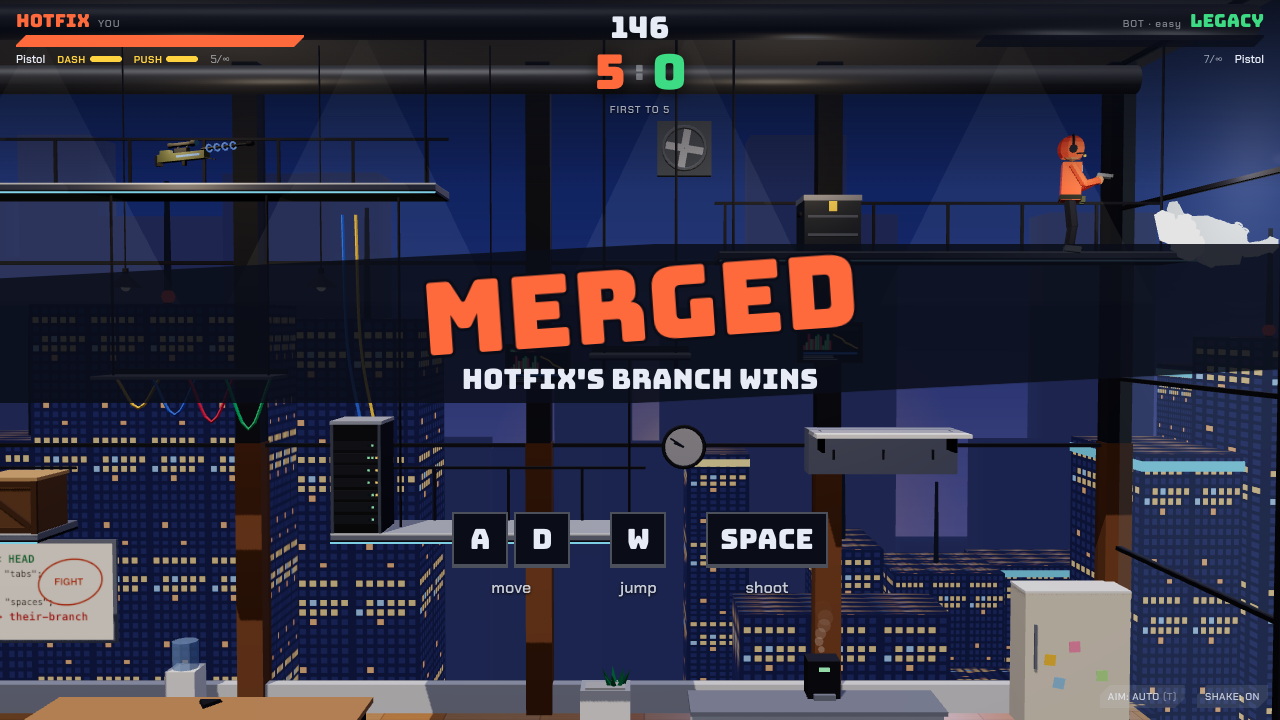 HOTFIX YOU
Pistol DASH PUSH 5/∞
146
5 : 0
FIRST TO 5
BOT · easy LEGACY
7/∞ Pistol
MERGED
HOTFIX'S BRANCH WINS
A D W SPACE
move jump shoot
HEAD
"tabs";
FIGHT
"spaces";
their-branch
AIM: AUTO [T] SHAKE: ON